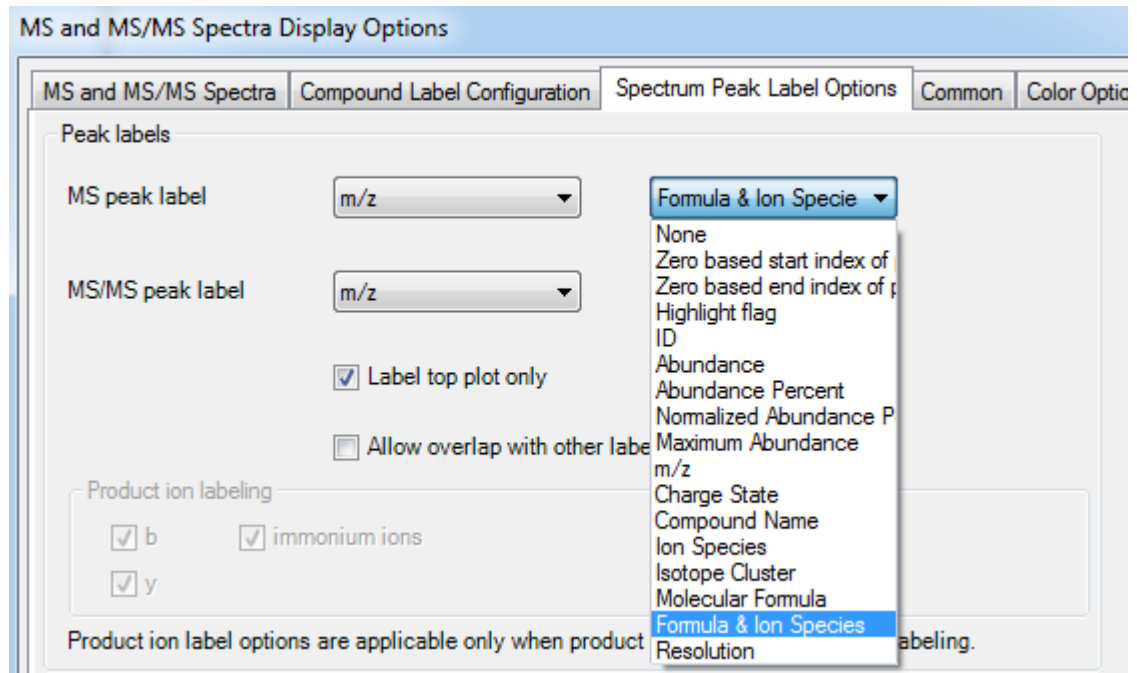 MS and MS/MS Spectra Display Options
MS and MS/MS Spectra Compound Label Configuration Spectrum Peak Label Options Common Color Optio
Peak labels
MS peak label m/z Formula & Ion Specie
None
Zero based start index of
MS/MS peak label m/z Zero based end index of p
Highlight flag
ID
Label top plot only Abundance
Abundance Percent
Normalized Abundance P
Allow overlap with other labe Maximum Abundance
m/z
Product ion labeling Charge State
Compound Name
b immonium ions Ion Species
Isotope Cluster
y Molecular Formula
Formula & Ion Species
Product ion label options are applicable only when product abeling.
Resolution